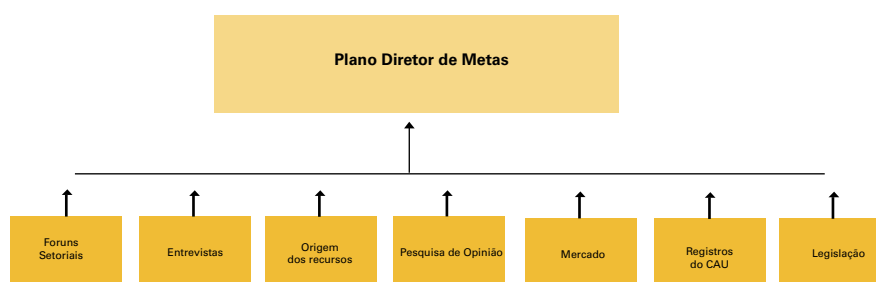 Plano Diretor de Metas
Foruns
Setoriais
Entrevistas
Origem
dos recursos
Pesquisa de Opinião
Mercado
Registros
do CAU
Legislação